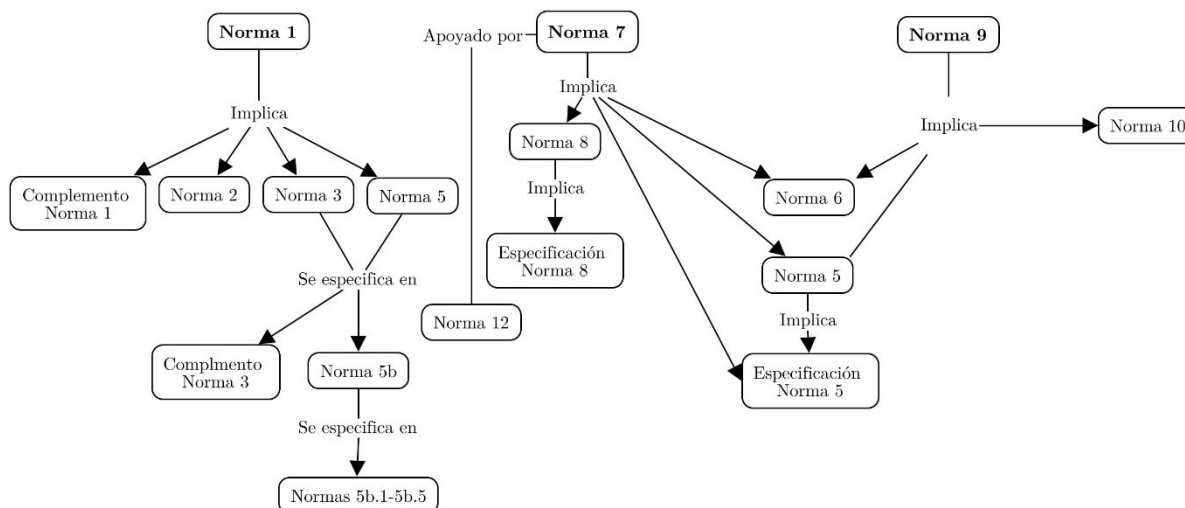 Norma 1
Apoyado por
Norma 7
Norma 9
Implica
Implica
Implica
Norma 10
Norma 8
Complemento
Norma 1
Norma 2
Norma 3
Norma 5
Implica
Norma 6
Especificación
Norma 8
Norma 5
Se especifica en
Norma 12
Implica
Complmento
Norma 3
Norma 5b
Especificación
Norma 5
Se especifica en
Normas 5b.1-5b.5